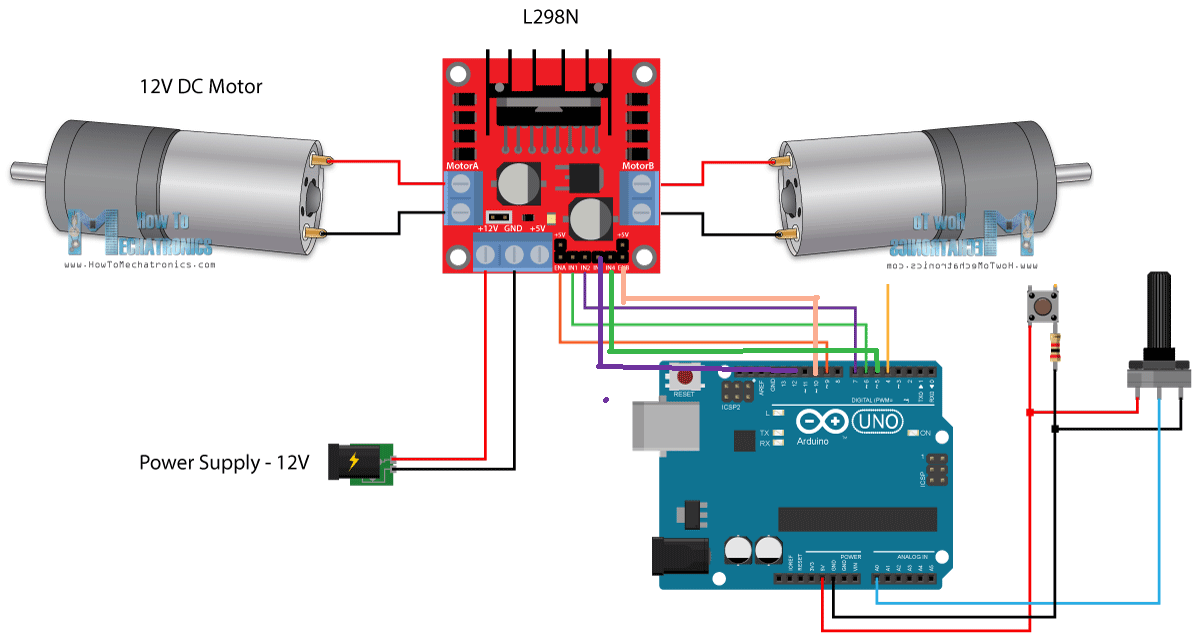 L298N
12V DC Motor
MotorA
MotorB
+12V GND +5V
+5V
+5V
ENA IN1 IN2 IN3 IN4 ENB
How To
MECHATRONICS
www.HowToMechatronics.com
How To
MECHATRONICS
www.HowToMechatronics.com
RESET
ICSP2
AREF
GND
13
12
11
10
9
8
7
6
5
4
3
2
TXD 1
RXD 0
DIGITAL (PWM~)
L
TX
RX
Arduino
UNO
ON
1
ICSP
Power Supply - 12V
POWER
ANALOG IN
IOREF
RESET
3V3
5V
GND
GND
VIN
A0
A1
A2
A3
A4
A5